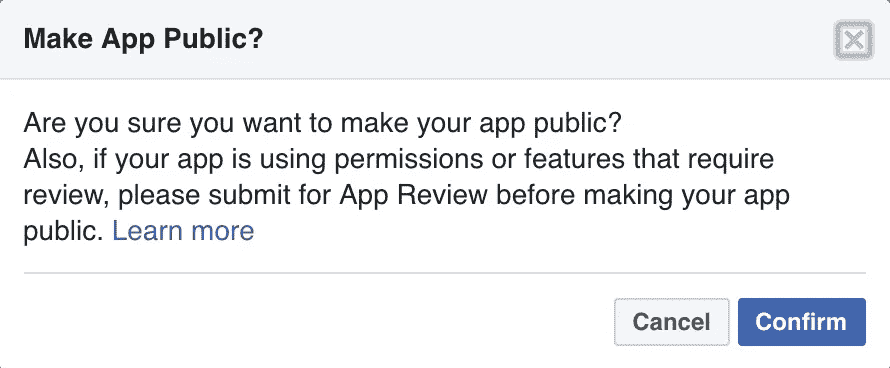 Make App Public?
Are you sure you want to make your app public?
Also, if your app is using permissions or features that require
review, please submit for App Review before making your app
public. Learn more
Cancel Confirm